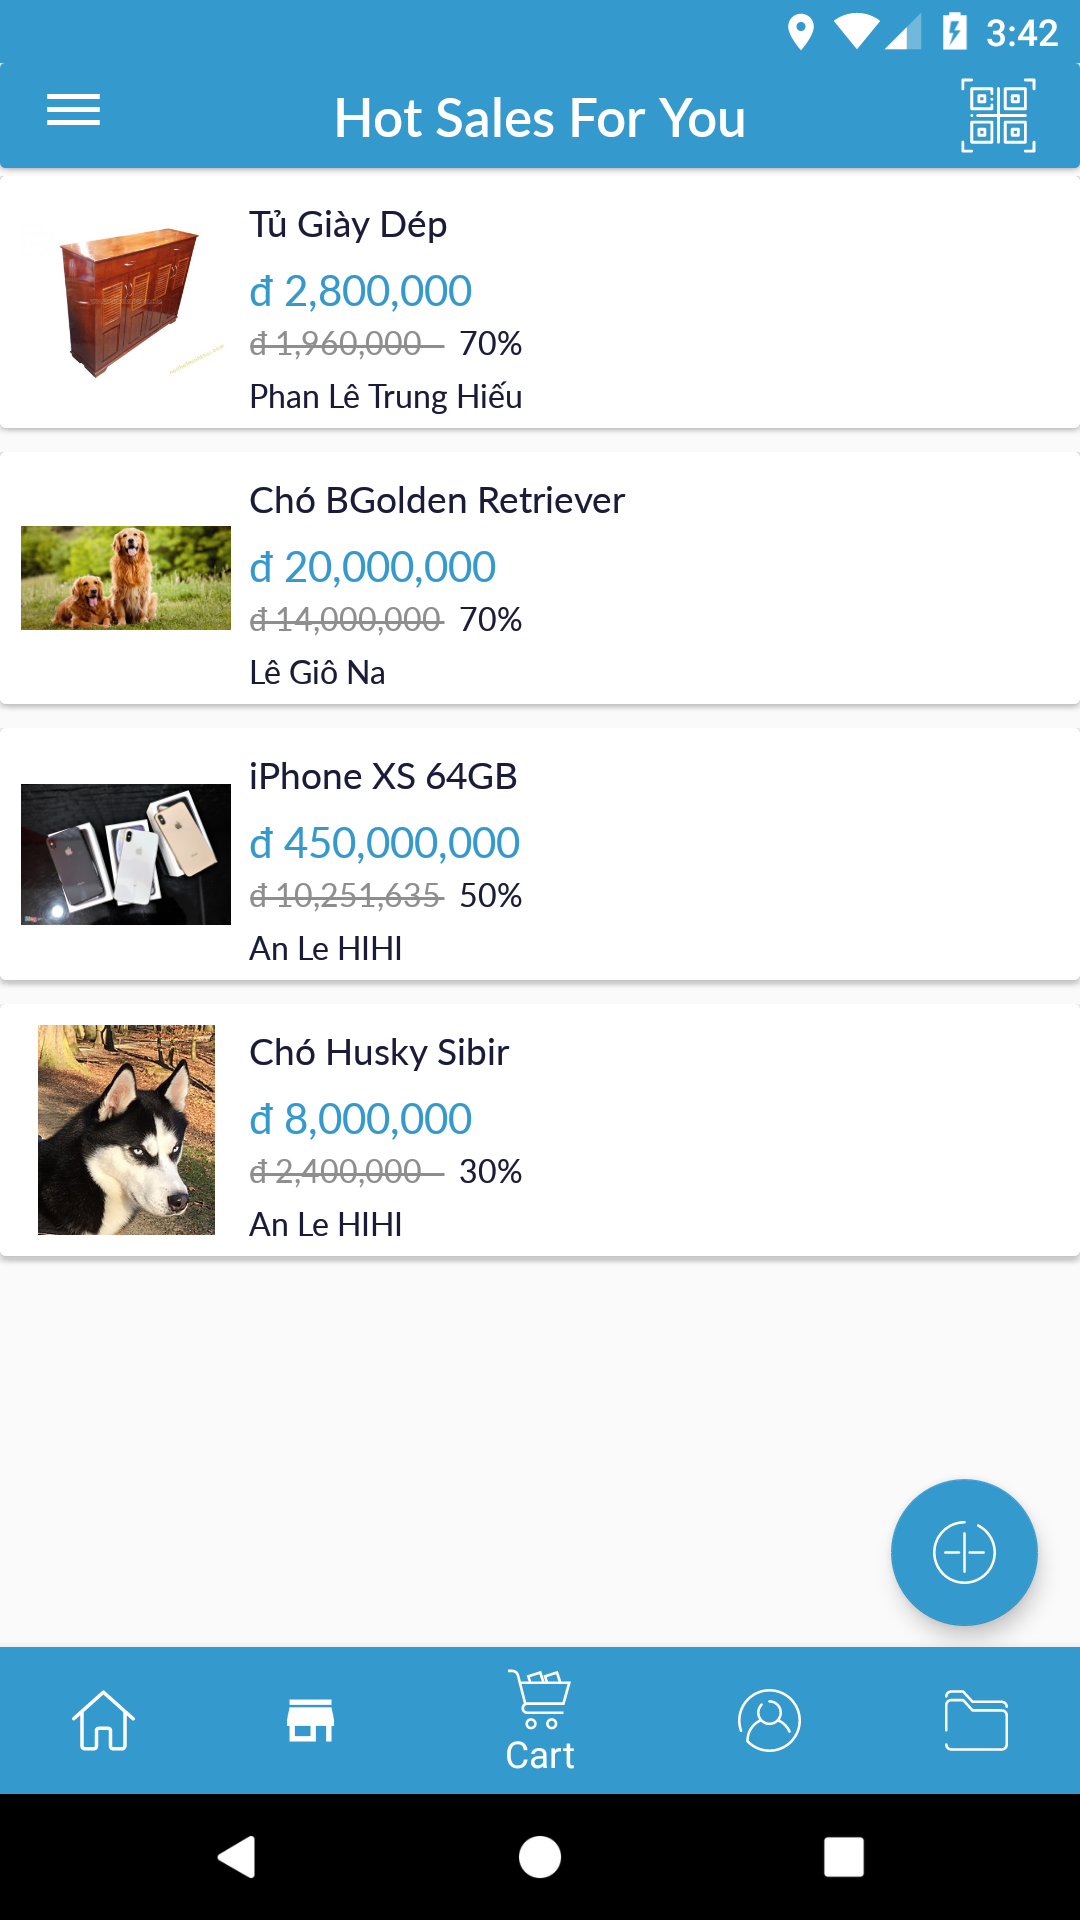 3:42
Hot Sales For You
Tủ Giày Dép
đ 2,800,000
đ 1,960,000 70%
Phan Lê Trung Hiếu
Chó BGolden Retriever
đ 20,000,000
đ 14,000,000 70%
Lê Giô Na
iPhone XS 64GB
đ 450,000,000
đ 10,251,635 50%
An Le HIHI
Chó Husky Sibir
đ 8,000,000
đ 2,400,000 30%
An Le HIHI
Cart